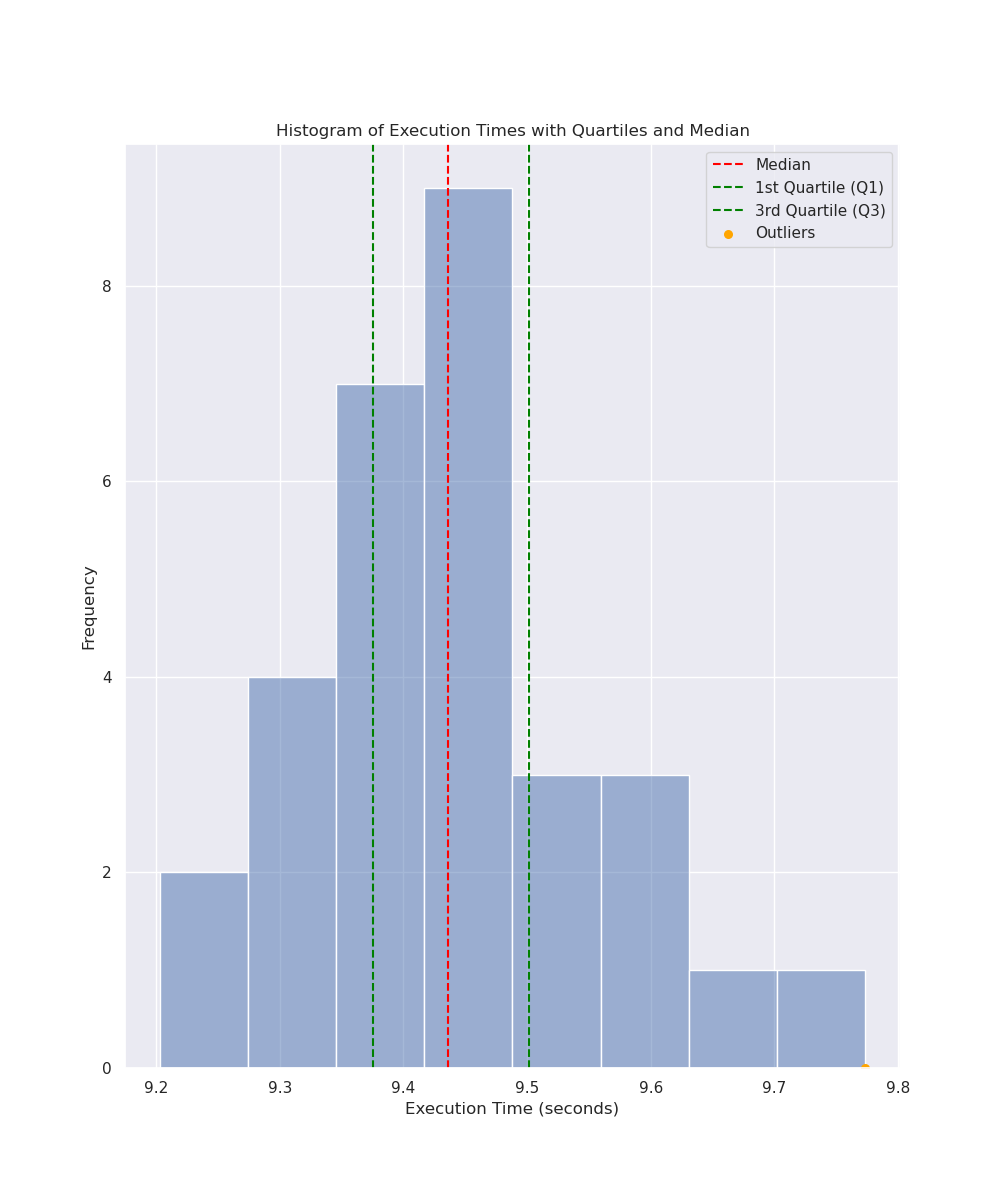 Histogram of Execution Times with Quartiles and Median
Median
1st Quartile (Q1)
3rd Quartile (Q3)
Outliers
8
6
4
2
0
Frequency
9.2 9.3 9.4 9.5 9.6 9.7 9.8
Execution Time (seconds)